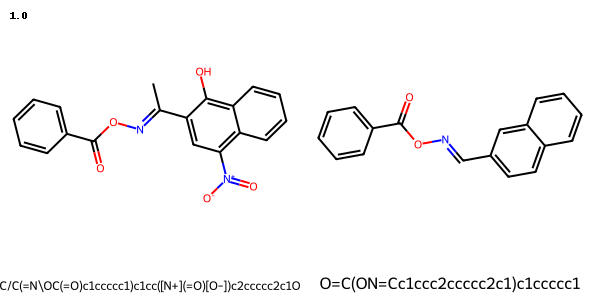 1.0
OH
O
N
O
N+
O-
O
O
O
N
C/C(=N\OC(=O)c1ccccc1)c1cc([N+](=O)[O-])c2ccccc2c1O
O=C(ON=Cc1ccc2ccccc2c1)c1ccccc1